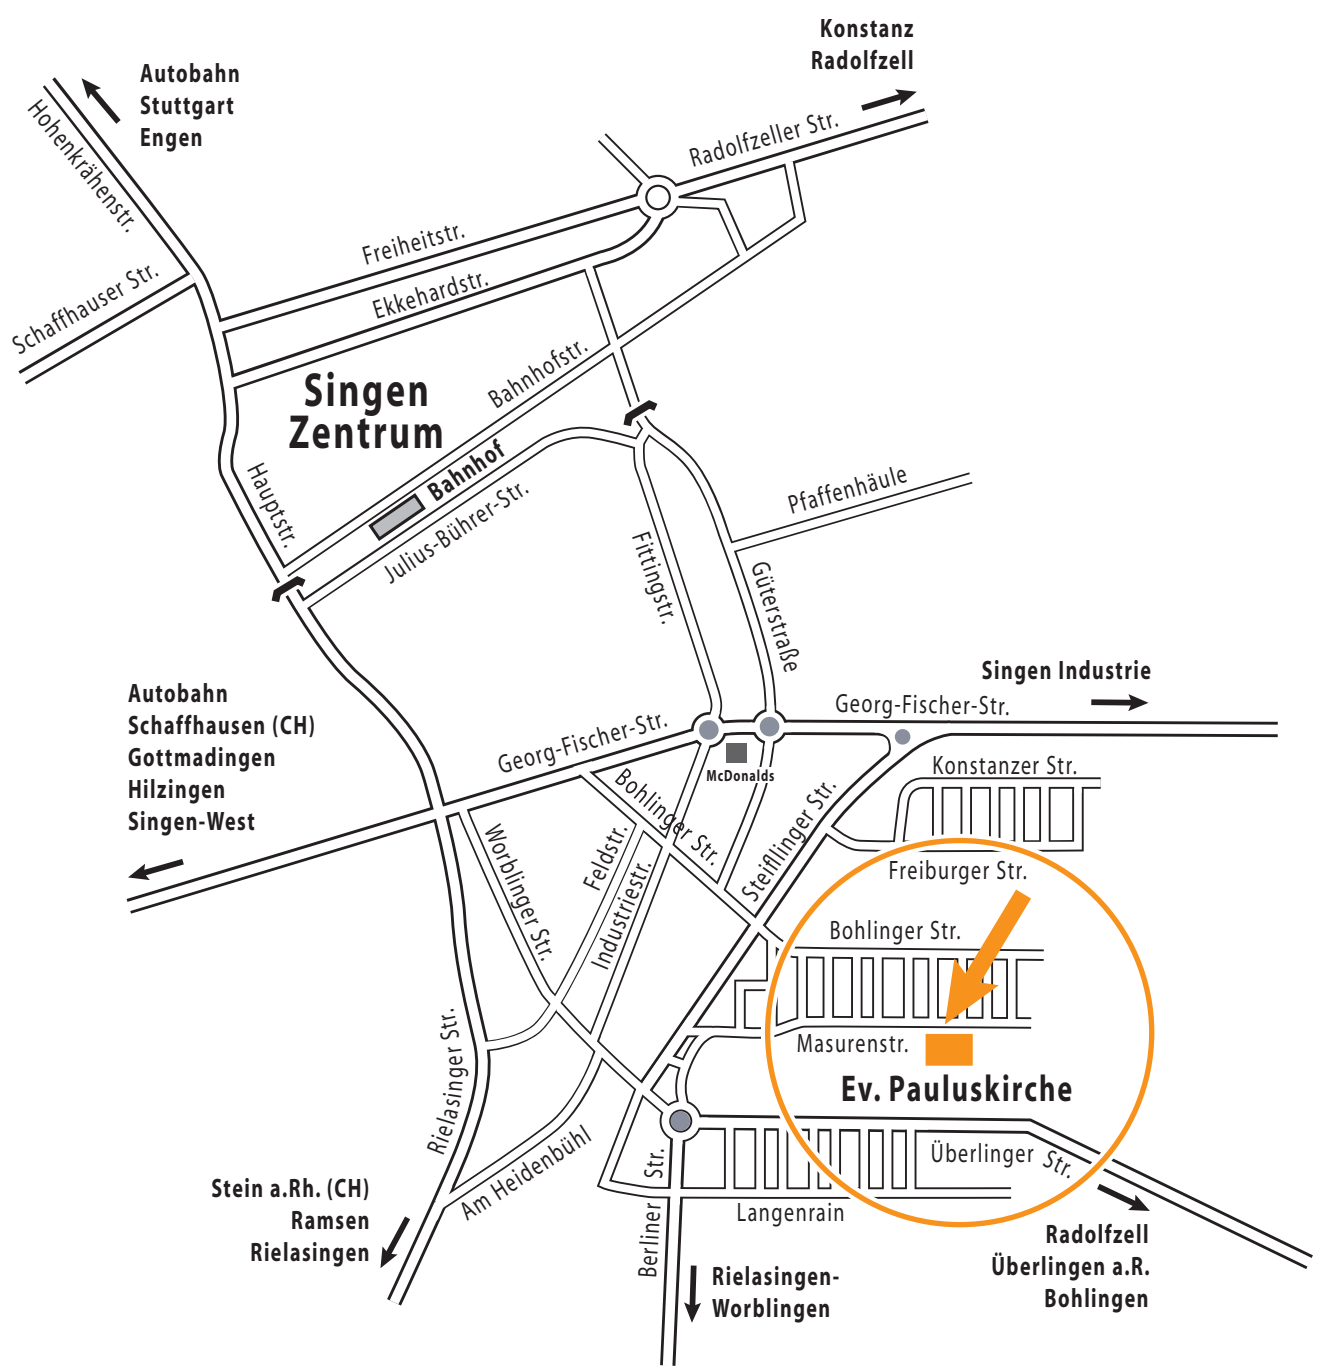 Konstanz
Radolfzell
Autobahn
Stuttgart
Engen
Hohenkrähenstr.
Radolfzeller Str.
Freiheitstr.
Schaffhauser Str.
Ekkehardstr.
Singen
Zentrum
Bahnhofstr.
Bahnhof
Hauptstr.
Julius-Bührer-Str.
Pfaffenhäule
Fittingstr.
Güterstraße
Singen Industrie
Georg-Fischer-Str.
Autobahn
Schaffhausen (CH)
Gottmadingen
Hilzingen
Singen-West
Georg-Fischer-Str.
McDonalds
Konstanzer Str.
Bohlinger Str.
Steißlinger Str.
Worblinger Str.
Feldstr.
Industriestr.
Freiburger Str.
Bohlinger Str.
Masurenstr.
Ev. Pauluskirche
Rielasinger Str.
Am Heidenbühl
Überlinger Str.
Langenrain
Berliner Str.
Stein a.Rh. (CH)
Ramsen
Rielasingen
Rielasingen-
Worblingen
Radolfzell
Überlingen a.R.
Bohlingen